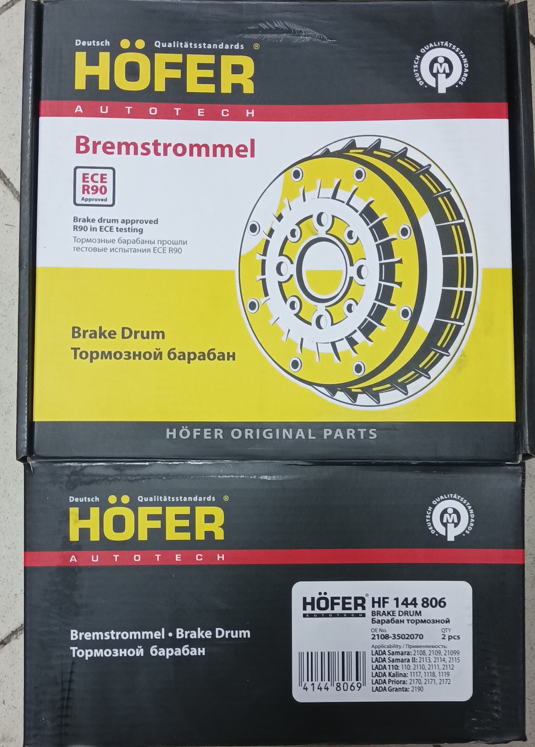 Deutsch Qualitätsstandards ®
HÖFER
AUTOTECH
DEUTSCH QUALITÄTSSTANDARDS
Bremstrommel
ECE
R90
Approved
Brake drum approved
R90 in ECE testing
Тормозные барабаны прошли
тестовые испытания ECE R90
Brake Drum
Тормозной барабан
HÖFER ORIGINAL PARTS
Deutsch Qualitätsstandards ®
HÖFER
AUTOTECH
DEUTSCH QUALITÄTSSTANDARDS
Bremstrommel • Brake Drum
Тормозной барабан
HÖFER HF 144 806
AUTOTECH
BRAKE DRUM
Барабан тормозной
OE No. QTY
2108-3502070 2 pcs
Applicability / Применяемость:
LADA Samara: 2108, 2109, 21099
LADA Samara II: 2113, 2114, 2115
LADA 110: 110: 2110, 2111, 2112
LADA Kalina: 1117, 1118, 1119
LADA Priora: 2170, 2171, 2172
LADA Granta: 2190
4144 8069